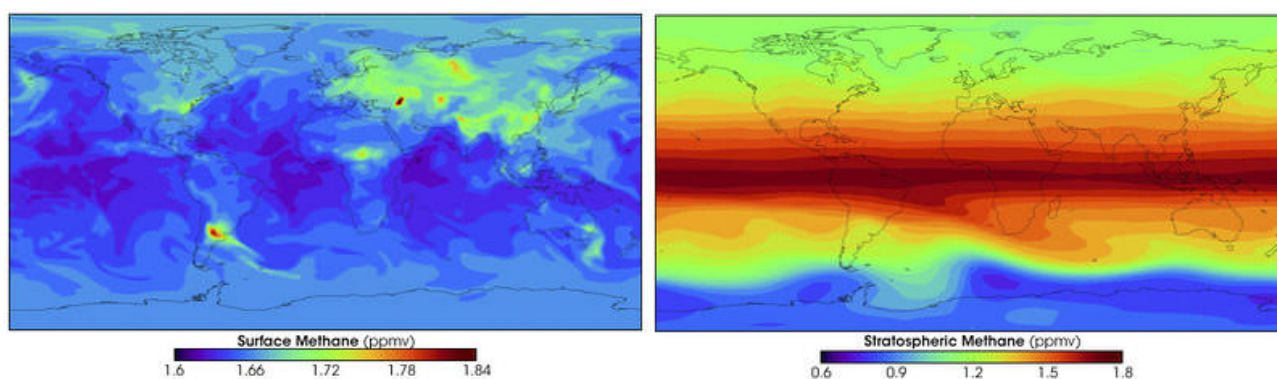 Surface Methane (ppmv)
1.6 1.66 1.72 1.78 1.84
Stratospheric Methane (ppmv)
0.6 0.9 1.2 1.5 1.8